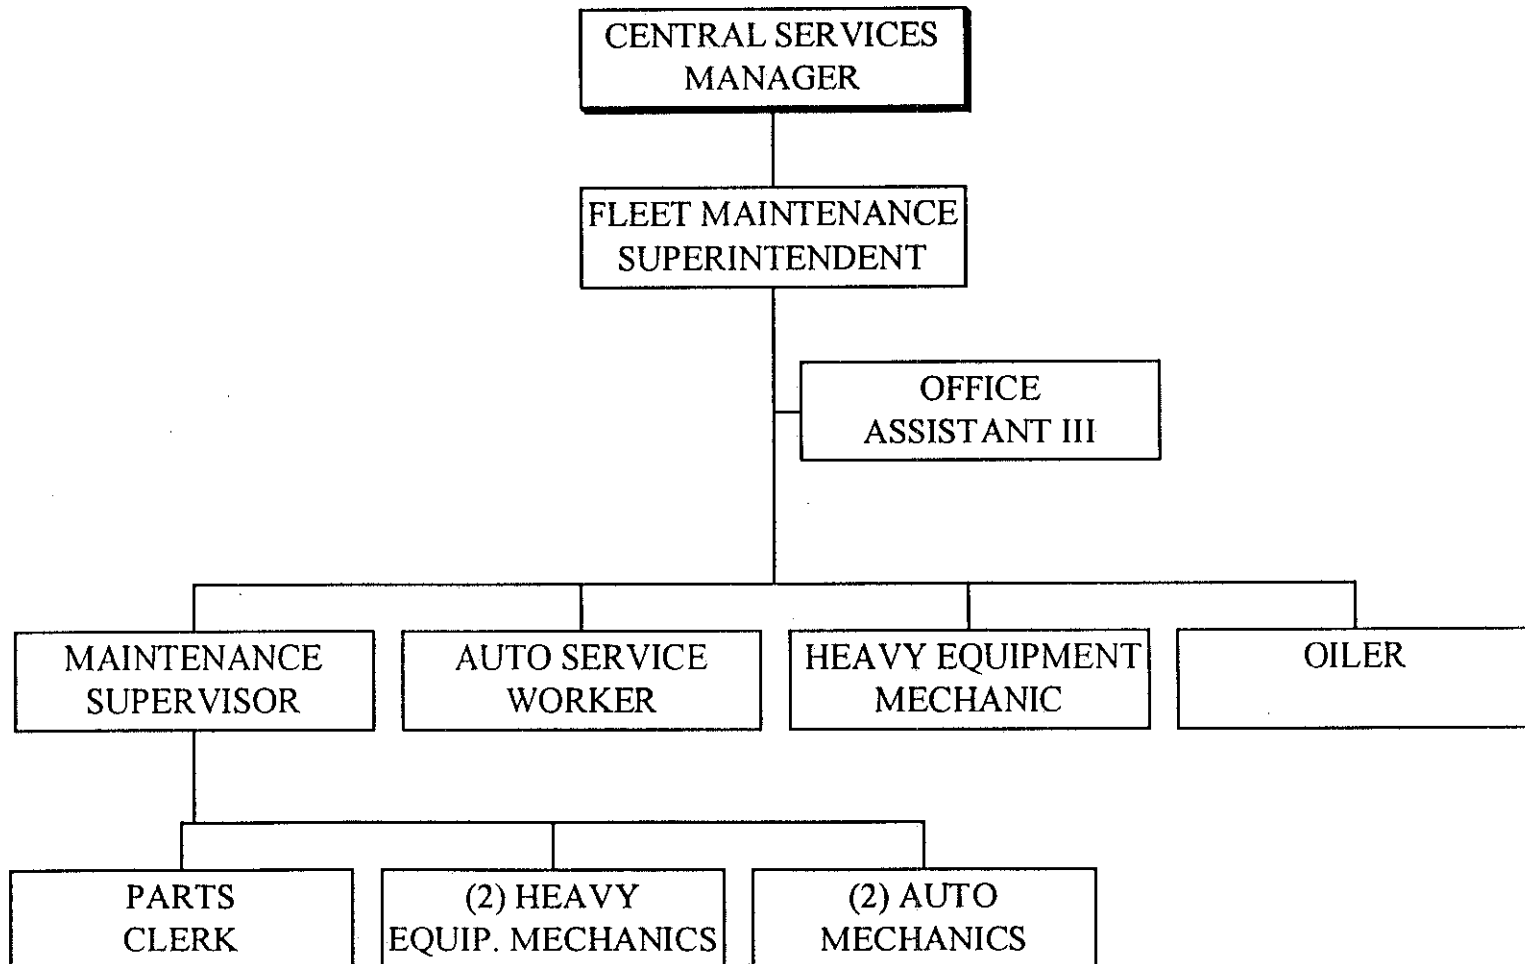 CENTRAL SERVICES
MANAGER
FLEET MAINTENANCE
SUPERINTENDENT
OFFICE
ASSISTANT III
MAINTENANCE
SUPERVISOR
AUTO SERVICE
WORKER
HEAVY EQUIPMENT
MECHANIC
OILER
PARTS
CLERK
(2) HEAVY
EQUIP. MECHANICS
(2) AUTO
MECHANICS